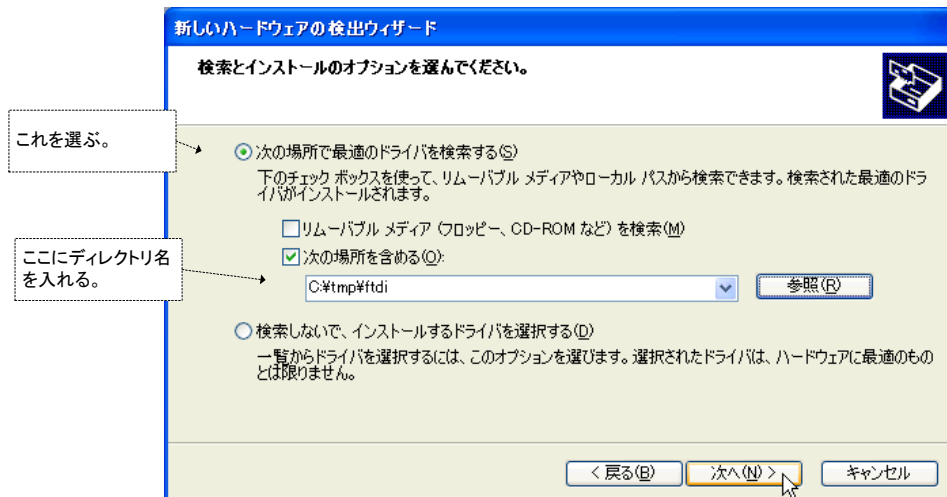 新しいハードウェアの検出ウィザード
検索とインストールのオプションを選んでください。
これを選ぶ。
次の場所で最適のドライバを検索する(S)
下のチェック ボックスを使って、リムーバブル メディアやローカル パスから検索できます。検索された最適のドラ
イバがインストールされます。
リムーバブル メディア (フロッピー、CD-ROM など) を検索(M)
ここにディレクトリ名
を入れる。
次の場所を含める(O):
C:¥tmp¥ftdi
参照(R)
検索しないで、インストールするドライバを選択する(D)
一覧からドライバを選択するには、このオプションを選びます。選択されたドライバは、ハードウェアに最適のもの
とは限りません。
< 戻る(B)
次へ(N) >
キャンセル